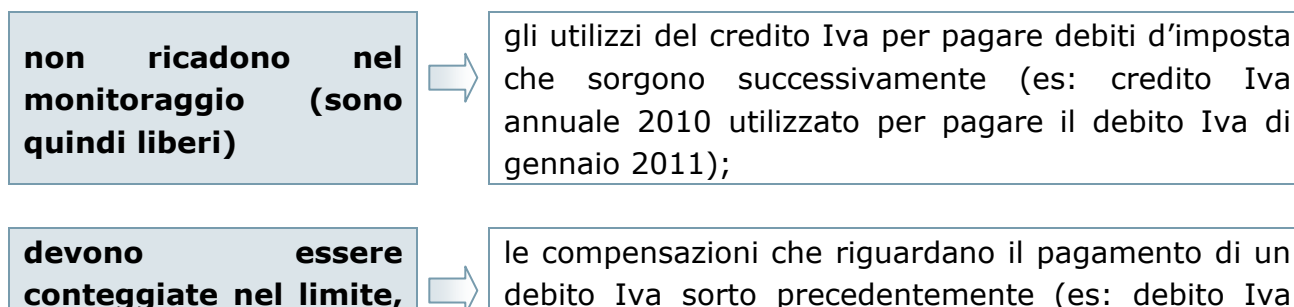 non ricadono nel
monitoraggio (sono
quindi liberi)
gli utilizzi del credito Iva per pagare debiti d'imposta
che sorgono successivamente (es: credito Iva
annuale 2010 utilizzato per pagare il debito Iva di
gennaio 2011);
devono essere
conteggiate nel limite,
le compensazioni che riguardano il pagamento di un
debito Iva sorto precedentemente (es: debito Iva